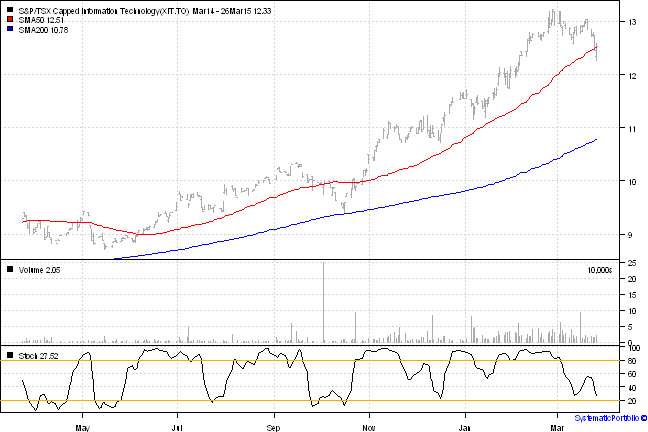 S&P/TSX Capped Information Technology(XIT.TO) Mar14 - 26Mar15 12.33
SMA50 12.51
SMA200 10.78
13
12
11
10
9
Volume 2.05
10,000s
25
20
15
10
5
0
Stoch 27.52
100
80
60
40
20
May
Jul
Sep
Nov
Jan
Mar
SystematicPortfolio ©